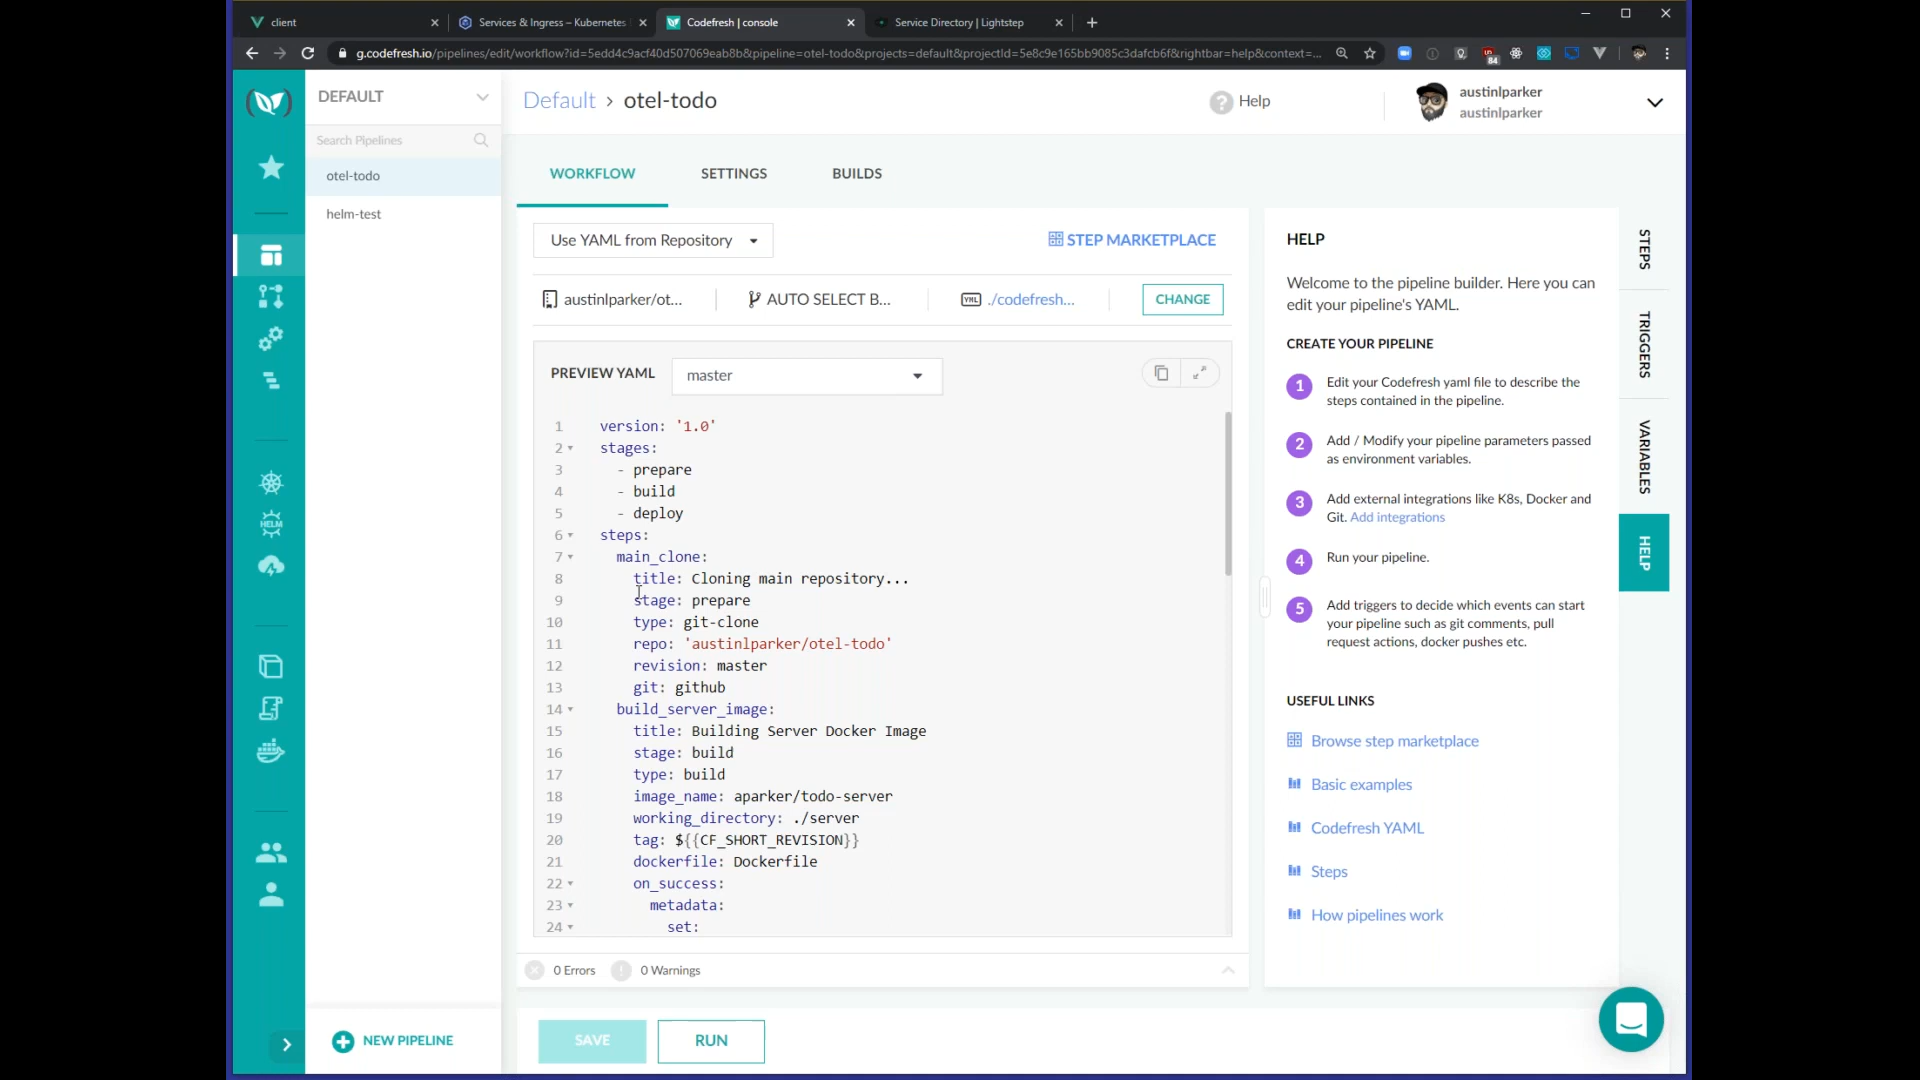 client
Services & Ingress – Kubernetes
Codefresh | console
Service Directory | Lightstep
g.codefresh.io/pipelines/edit/workflow?id=5edd4c9acf40d507069eab8b&pipeline=otel-todo&projects=default&projectId=5e8c9e165bb9085c3dafcb6f&rightbar=help&context=...
84
DEFAULT
Search Pipelines
otel-todo
helm-test
HELM
NEW PIPELINE
Default > otel-todo
? Help
austinlparker
austinlparker
WORKFLOW
SETTINGS
BUILDS
Use YAML from Repository
STEP MARKETPLACE
austinlparker/ot...
AUTO SELECT B...
YML ./codefresh...
CHANGE
PREVIEW YAML
master
1 version: '1.0'
2 stages:
3 - prepare
4 - build
5 - deploy
6 steps:
7 main_clone:
8 title: Cloning main repository...
9 stage: prepare
10 type: git-clone
11 repo: 'austinlparker/otel-todo'
12 revision: master
13 git: github
14 build_server_image:
15 title: Building Server Docker Image
16 stage: build
17 type: build
18 image_name: aparker/todo-server
19 working_directory: ./server
20 tag: ${{CF_SHORT_REVISION}}
21 dockerfile: Dockerfile
22 on_success:
23 metadata:
24 set:
0 Errors
0 Warnings
SAVE
RUN
HELP
Welcome to the pipeline builder. Here you can
edit your pipeline's YAML.
CREATE YOUR PIPELINE
1 Edit your Codefresh yaml file to describe the
steps contained in the pipeline.
2 Add / Modify your pipeline parameters passed
as environment variables.
3 Add external integrations like K8s, Docker and
Git. Add integrations
4 Run your pipeline.
5 Add triggers to decide which events can start
your pipeline such as git comments, pull
request actions, docker pushes etc.
USEFUL LINKS
Browse step marketplace
Basic examples
Codefresh YAML
Steps
How pipelines work
STEPS
TRIGGERS
VARIABLES
HELP